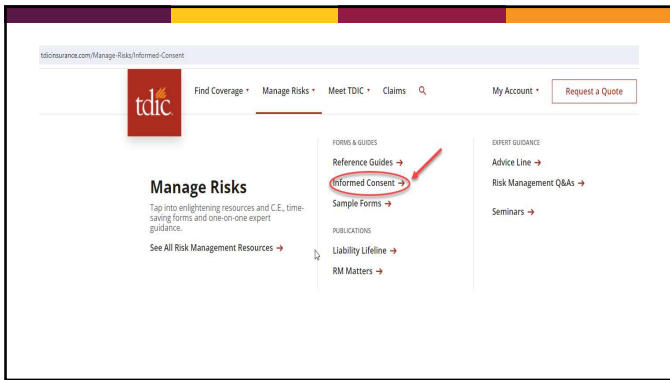 tdicinsurance.com/Manage-Risks/Informed-Consent
tdic
Find Coverage
Manage Risks
Meet TDIC
Claims
My Account
Request a Quote
Manage Risks
Tap into enlightening resources and C.E., time-
saving forms and one-on-one expert
guidance.
See All Risk Management Resources →
FORMS & GUIDES
Reference Guides →
Informed Consent →
Sample Forms →
PUBLICATIONS
Liability Lifeline →
RM Matters →
EXPERT GUIDANCE
Advice Line →
Risk Management Q&As →
Seminars →